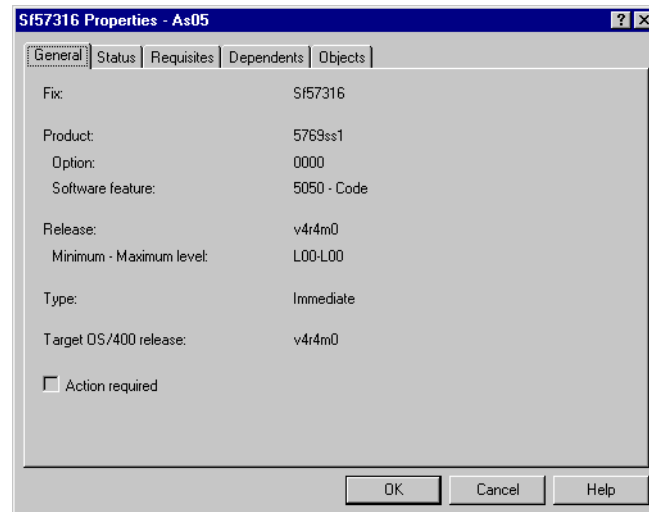 Sf57316 Properties - As05
General Status Requisites Dependents Objects
Fix: Sf57316
Product: 5769ss1
Option: 0000
Software feature: 5050 - Code
Release: v4r4m0
Minimum - Maximum level: L00-L00
Type: Immediate
Target OS/400 release: v4r4m0
Action required
OK Cancel Help